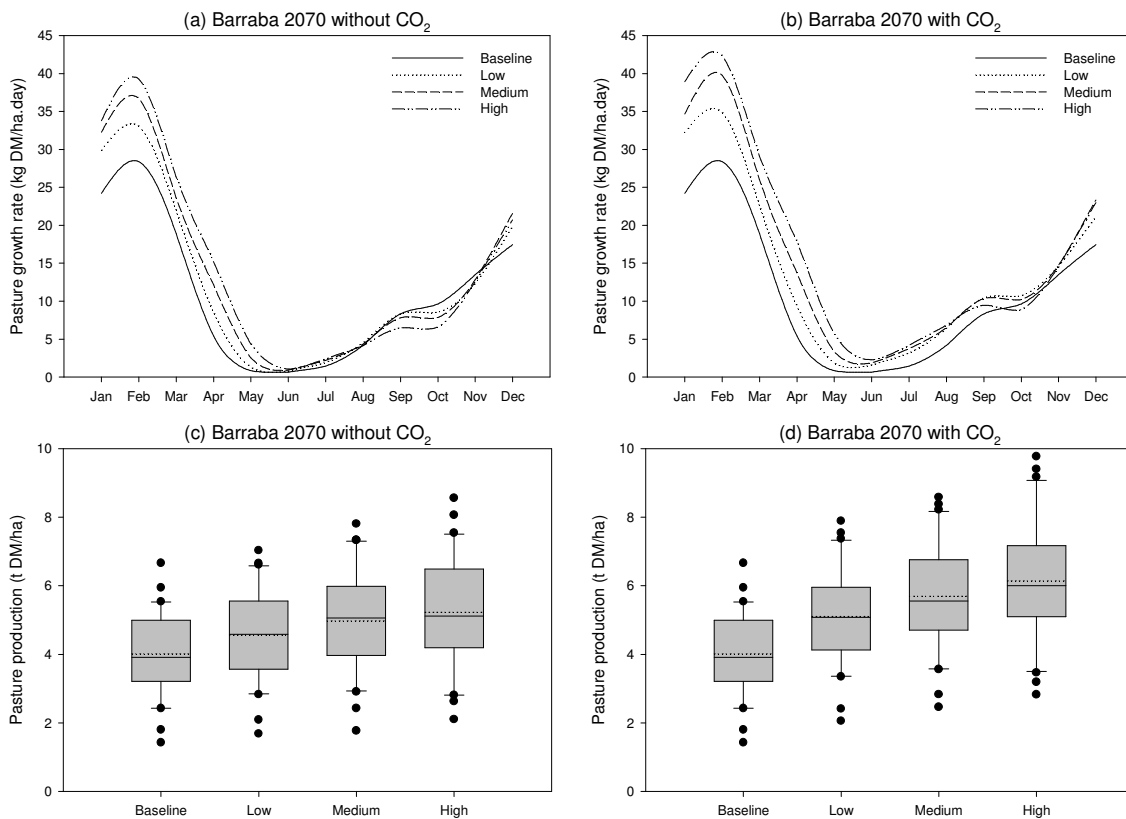 (a) Barraba 2070 without CO₂
Pasture growth rate (kg DM/ha.day)
45
40
35
30
25
20
15
10
5
0
Baseline
Low
Medium
High
Jan Feb Mar Apr May Jun Jul Aug Sep Oct Nov Dec
(b) Barraba 2070 with CO₂
Pasture growth rate (kg DM/ha.day)
45
40
35
30
25
20
15
10
5
0
Baseline
Low
Medium
High
Jan Feb Mar Apr May Jun Jul Aug Sep Oct Nov Dec
(c) Barraba 2070 without CO₂
Pasture production (t DM/ha)
10
8
6
4
2
0
Baseline Low Medium High
(d) Barraba 2070 with CO₂
Pasture production (t DM/ha)
10
8
6
4
2
0
Baseline Low Medium High